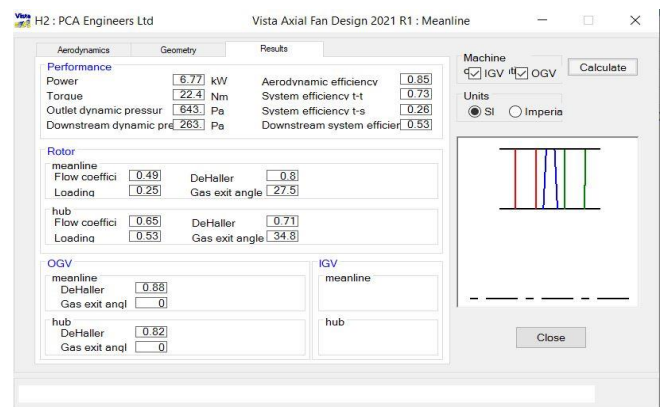 Vista H2 : PCA Engineers Ltd Vista Axial Fan Design 2021 R1 : Meanline
Aerodynamics Geometry Results
Performance
Power 6.77 kW Aerodynamic efficiency 0.85
Torque 22.4 Nm System efficiency t-t 0.73
Outlet dynamic pressur 643. Pa System efficiency t-s 0.26
Downstream dynamic pre 263. Pa Downstream system efficier 0.53
Rotor
meanline
Flow coeffici 0.49 DeHaller 0.8
Loading 0.25 Gas exit angle 27.5
hub
Flow coeffici 0.65 DeHaller 0.71
Loading 0.53 Gas exit angle 34.8
OGV
meanline
DeHaller 0.88
Gas exit angl 0
hub
DeHaller 0.82
Gas exit angl 0
IGV
meanline
hub
Machine
IGV OGV Calculate
Units
SI Imperia
Close